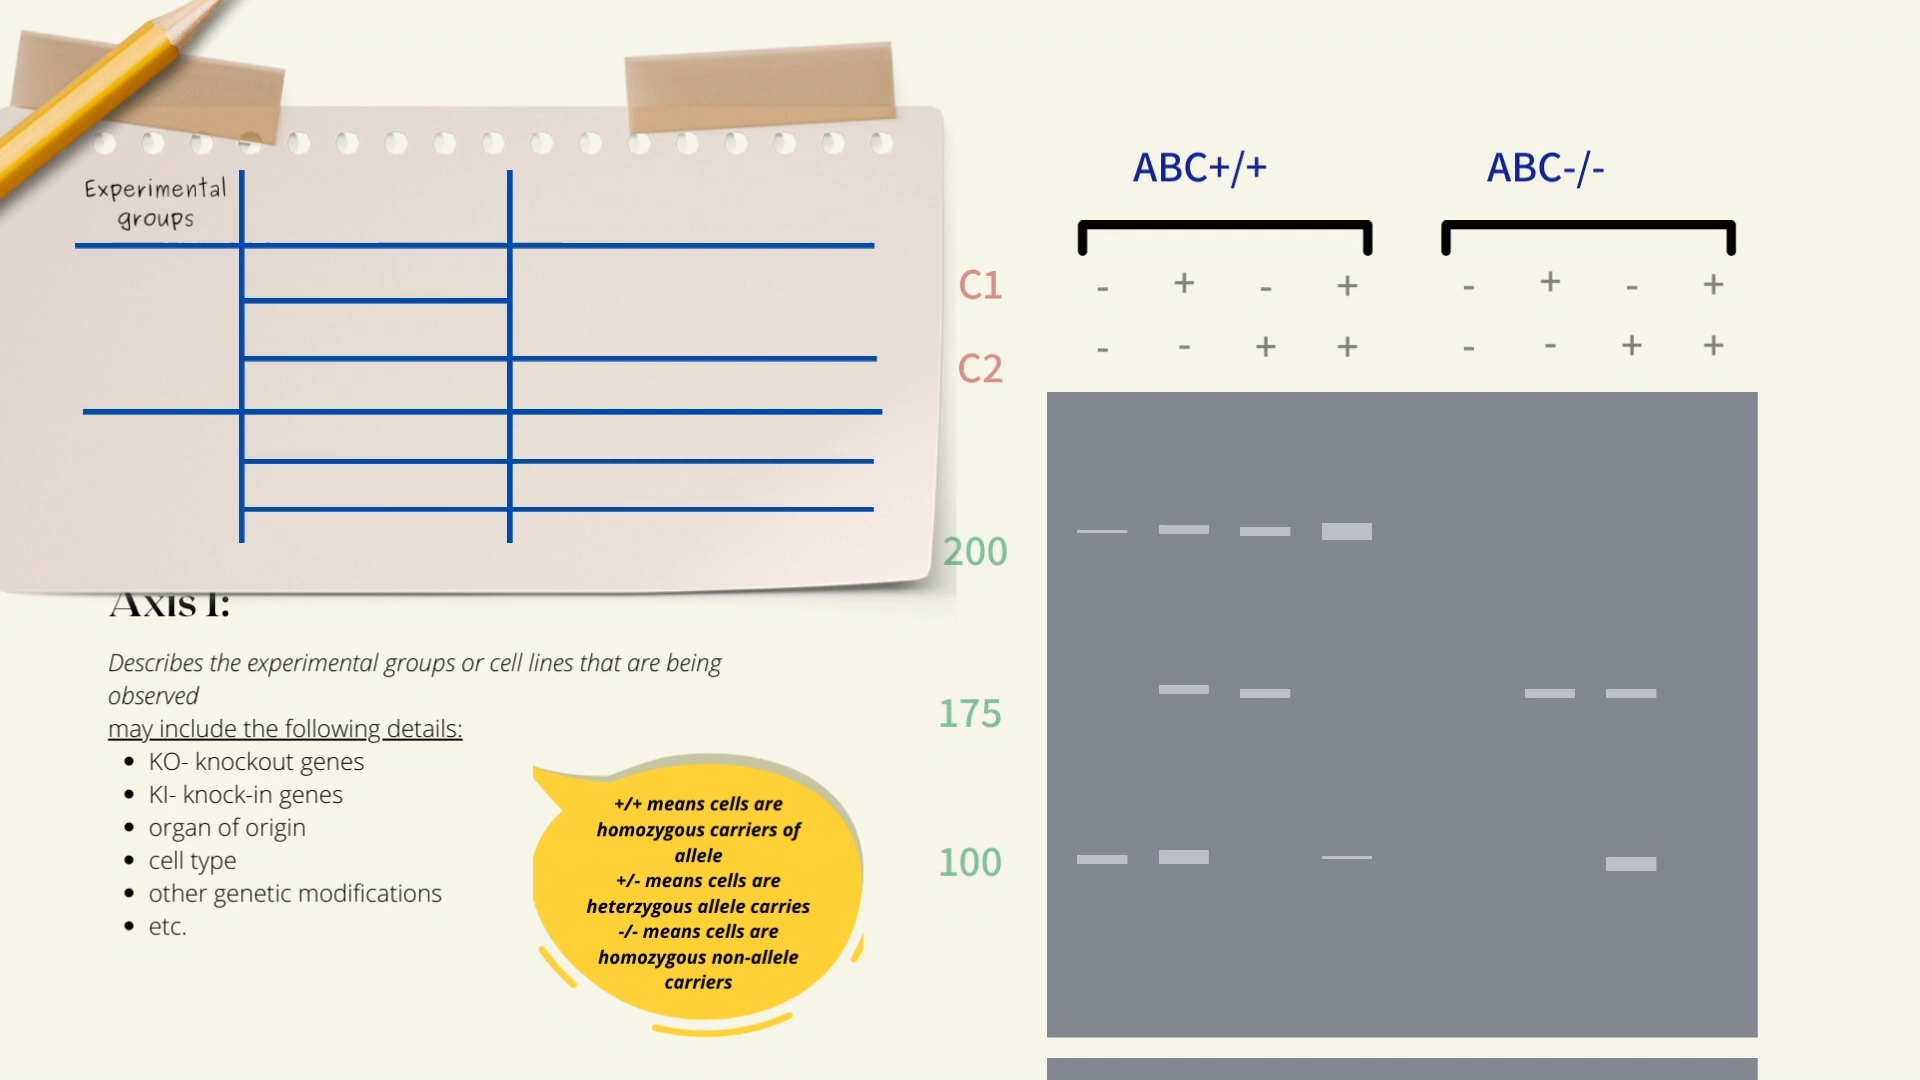 Experimental
groups
Axis I:
Describes the experimental groups or cell lines that are being
observed
may include the following details:
KO- knockout genes
KI- knock-in genes
organ of origin
cell type
other genetic modifications
etc.
+/+ means cells are
homozygous carriers of
allele
+/- means cells are
heterzygous allele carries
-/- means cells are
homozygous non-allele
carriers
ABC+/+ ABC-/-
C1 - + - + - + - +
C2 - - + + - - + +
200
175
100